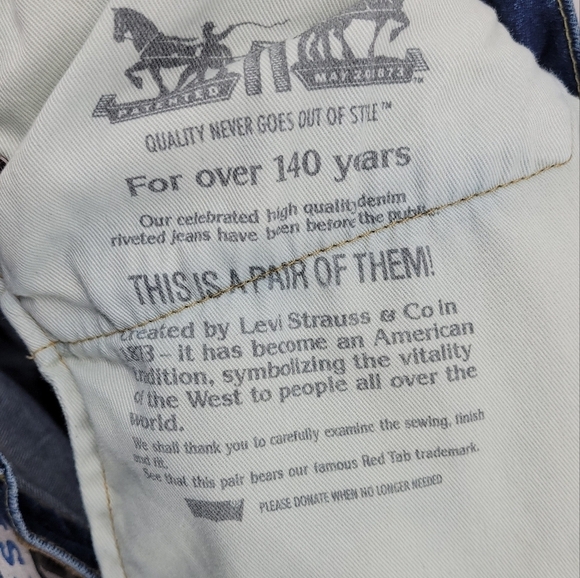 PATENTED MAY 20 1873 ™
QUALITY NEVER GOES OUT OF STYLE™
For over 140 years
Our celebrated high quality denim
riveted jeans have been before the public.
THIS IS A PAIR OF THEM!
Created by Levi Strauss & Co in
1873 – it has become an American
tradition, symbolizing the vitality
of the West to people all over the
world.
We shall thank you to carefully examine the sewing, finish
and fit.
See that this pair bears our famous Red Tab trademark.
PLEASE DONATE WHEN NO LONGER NEEDED